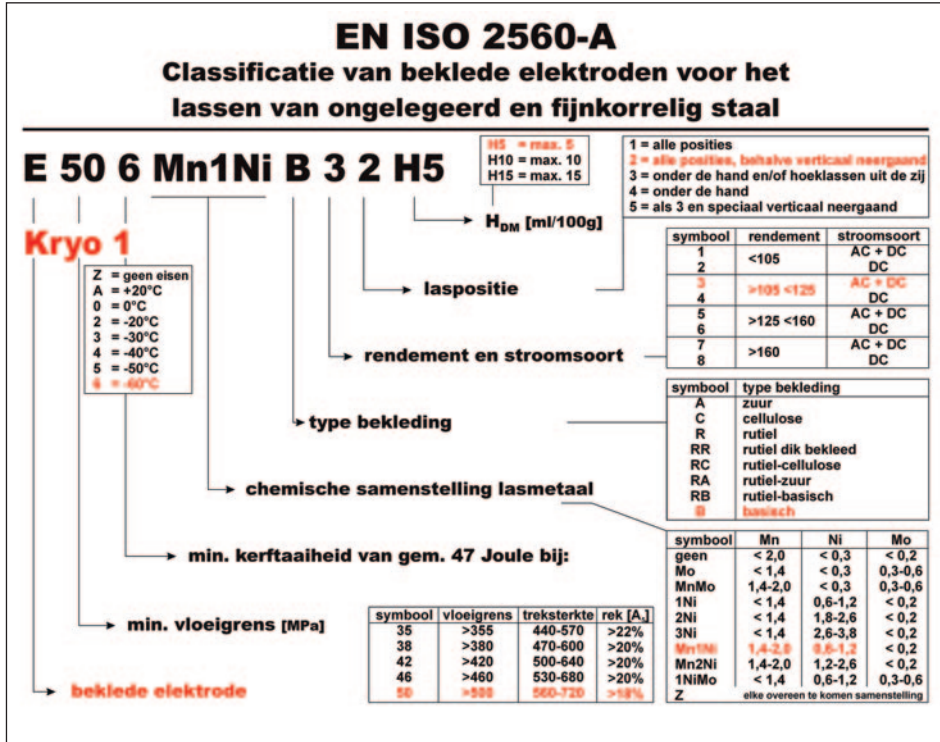 EN ISO 2560-A
Classificatie van beklede elektroden voor het
lassen van ongelegeerd en fijnkorrelig staal
E 50 6 Mn1Ni B 3 2 H5
Kryo 1
H5 = max. 5
H10 = max. 10
H15 = max. 15
1 = alle posities
2 = alle posities, behalve verticaal neergaand
3 = onder de hand en/of hoeklassen uit de zij
4 = onder de hand
5 = als 3 en speciaal verticaal neergaand
HDM [ml/100g]
laspositie
symbool rendement stroomsoort
1 <105 AC + DC
2 DC
3 >105 <125 AC + DC
4 DC
5 >125 <160 AC + DC
6 DC
7 >160 AC + DC
8 DC
rendement en stroomsoort
Z = geen eisen
A = +20°C
0 = 0°C
2 = -20°C
3 = -30°C
4 = -40°C
5 = -50°C
6 = -60°C
type bekleding
symbool type bekleding
A zuur
C cellulose
R rutiel
RR rutiel dik bekleed
RC rutiel-cellulose
RA rutiel-zuur
RB rutiel-basisch
B basisch
chemische samenstelling lasmetaal
symbool Mn Ni Mo
geen < 2,0 < 0,3 < 0,2
Mo < 1,4 < 0,3 0,3-0,6
MnMo 1,4-2,0 < 0,3 0,3-0,6
1Ni < 1,4 0,6-1,2 < 0,2
2Ni < 1,4 1,8-2,6 < 0,2
3Ni < 1,4 2,6-3,8 < 0,2
Mn1Ni 1,4-2,0 0,6-1,2 < 0,2
Mn2Ni 1,4-2,0 1,2-2,6 < 0,2
1NiMo < 1,4 0,6-1,2 0,3-0,6
Z elke overeen te komen samenstelling
min. kerftaaiheid van gem. 47 Joule bij:
min. vloeigrens [MPa]
symbool vloeigrens treksterkte rek [A5]
35 >355 440-570 >22%
38 >380 470-600 >20%
42 >420 500-640 >20%
46 >460 530-680 >20%
50 >500 560-720 >18%
beklede elektrode